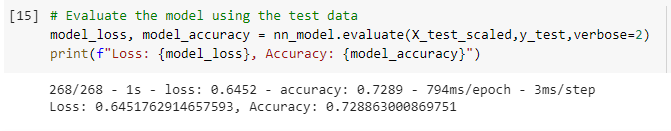 [15] # Evaluate the model using the test data
model_loss, model_accuracy = nn_model.evaluate(X_test_scaled,y_test,verbose=2)
print(f"Loss: {model_loss}, Accuracy: {model_accuracy}")
268/268 - 1s - loss: 0.6452 - accuracy: 0.7289 - 794ms/epoch - 3ms/step
Loss: 0.6451762914657593, Accuracy: 0.728863000869751